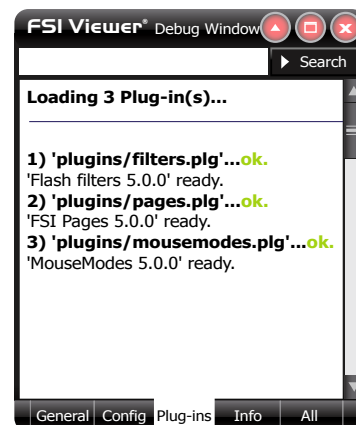 FSI Viewer® Debug Window
Search
Loading 3 Plug-in(s)...
1) 'plugins/filters.plg'...ok.
'Flash filters 5.0.0' ready.
2) 'plugins/pages.plg'...ok.
'FSI Pages 5.0.0' ready.
3) 'plugins/mousemodes.plg'...ok.
'MouseModes 5.0.0' ready.
General Config Plug-ins Info All